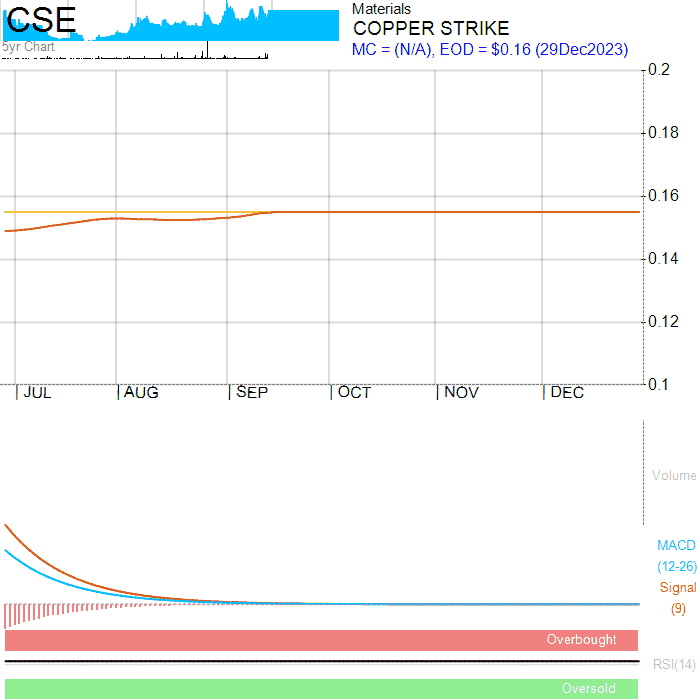 CSE
5yr Chart
Materials
COPPER STRIKE
MC = (N/A), EOD = $0.16 (29Dec2023)
0.2
0.18
0.16
0.14
0.12
0.1
JUL AUG SEP OCT NOV DEC
Volume
MACD
(12-26)
Signal
(9)
Overbought
RSI(14)
Oversold